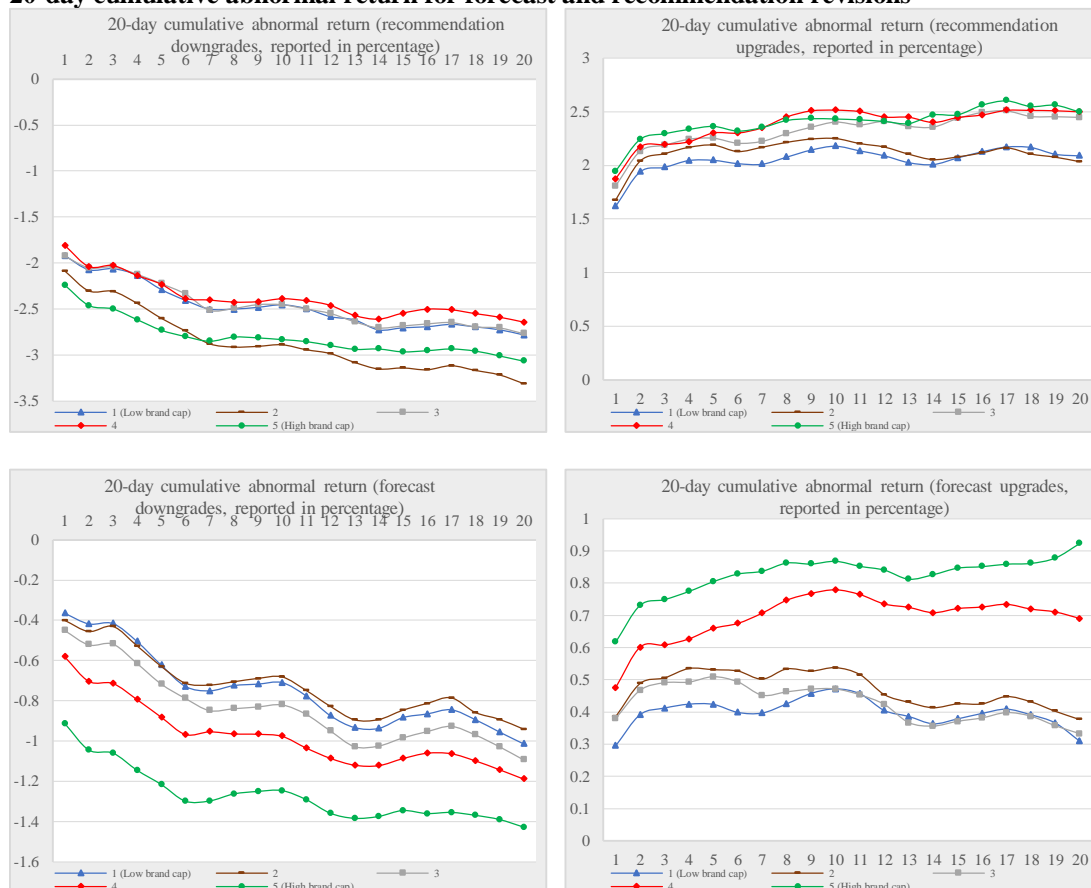 20-day cumulative abnormal return for forecast and recommendation revisions
20-day cumulative abnormal return (recommendation
downgrades, reported in percentage)
1 2 3 4 5 6 7 8 9 10 11 12 13 14 15 16 17 18 19 20
0
-0.5
-1
-1.5
-2
-2.5
-3
-3.5
1 (Low brand cap) 2 3
4 5 (High brand cap)
20-day cumulative abnormal return (recommendation
upgrades, reported in percentage)
3
2.5
2
1.5
1
0.5
0
1 2 3 4 5 6 7 8 9 10 11 12 13 14 15 16 17 18 19 20
1 (Low brand cap) 2 3
4 5 (High brand cap)
20-day cumulative abnormal return (forecast
downgrades, reported in percentage)
1 2 3 4 5 6 7 8 9 10 11 12 13 14 15 16 17 18 19 20
0
-0.2
-0.4
-0.6
-0.8
-1
-1.2
-1.4
-1.6
1 (Low brand cap) 2 3
4 5 (High brand cap)
20-day cumulative abnormal return (forecast upgrades,
reported in percentage)
1
0.9
0.8
0.7
0.6
0.5
0.4
0.3
0.2
0.1
0
1 2 3 4 5 6 7 8 9 10 11 12 13 14 15 16 17 18 19 20
1 (Low brand cap) 2 3
4 5 (High brand cap)